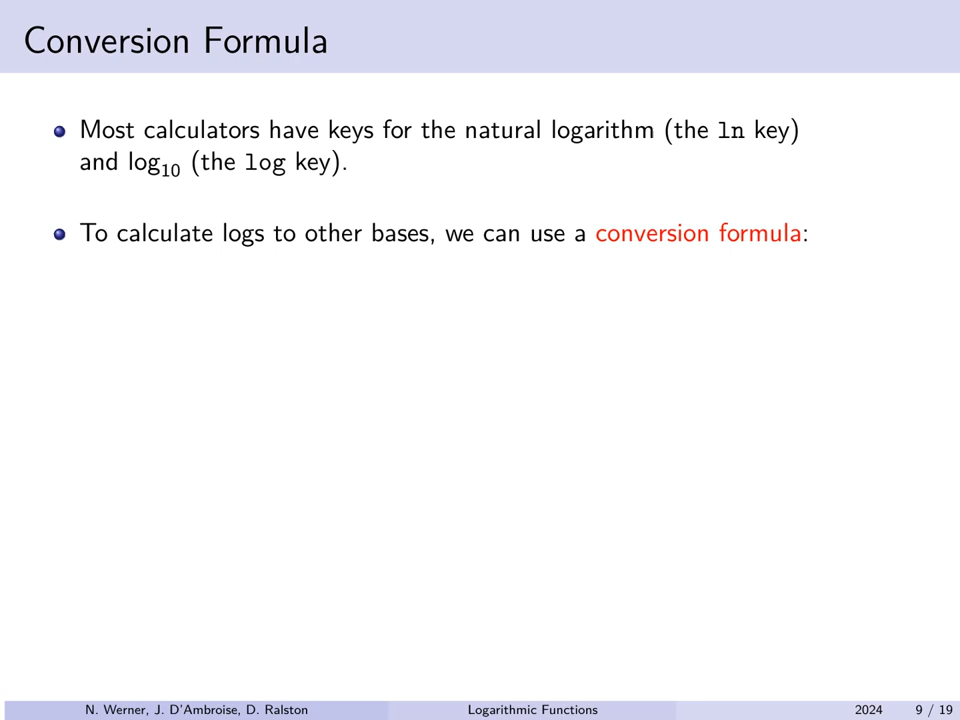 Conversion Formula
Most calculators have keys for the natural logarithm (the ln key)
and log₁₀ (the log key).
To calculate logs to other bases, we can use a conversion formula:
N. Werner, J. D'Ambroise, D. Ralston Logarithmic Functions 2024 9 / 19